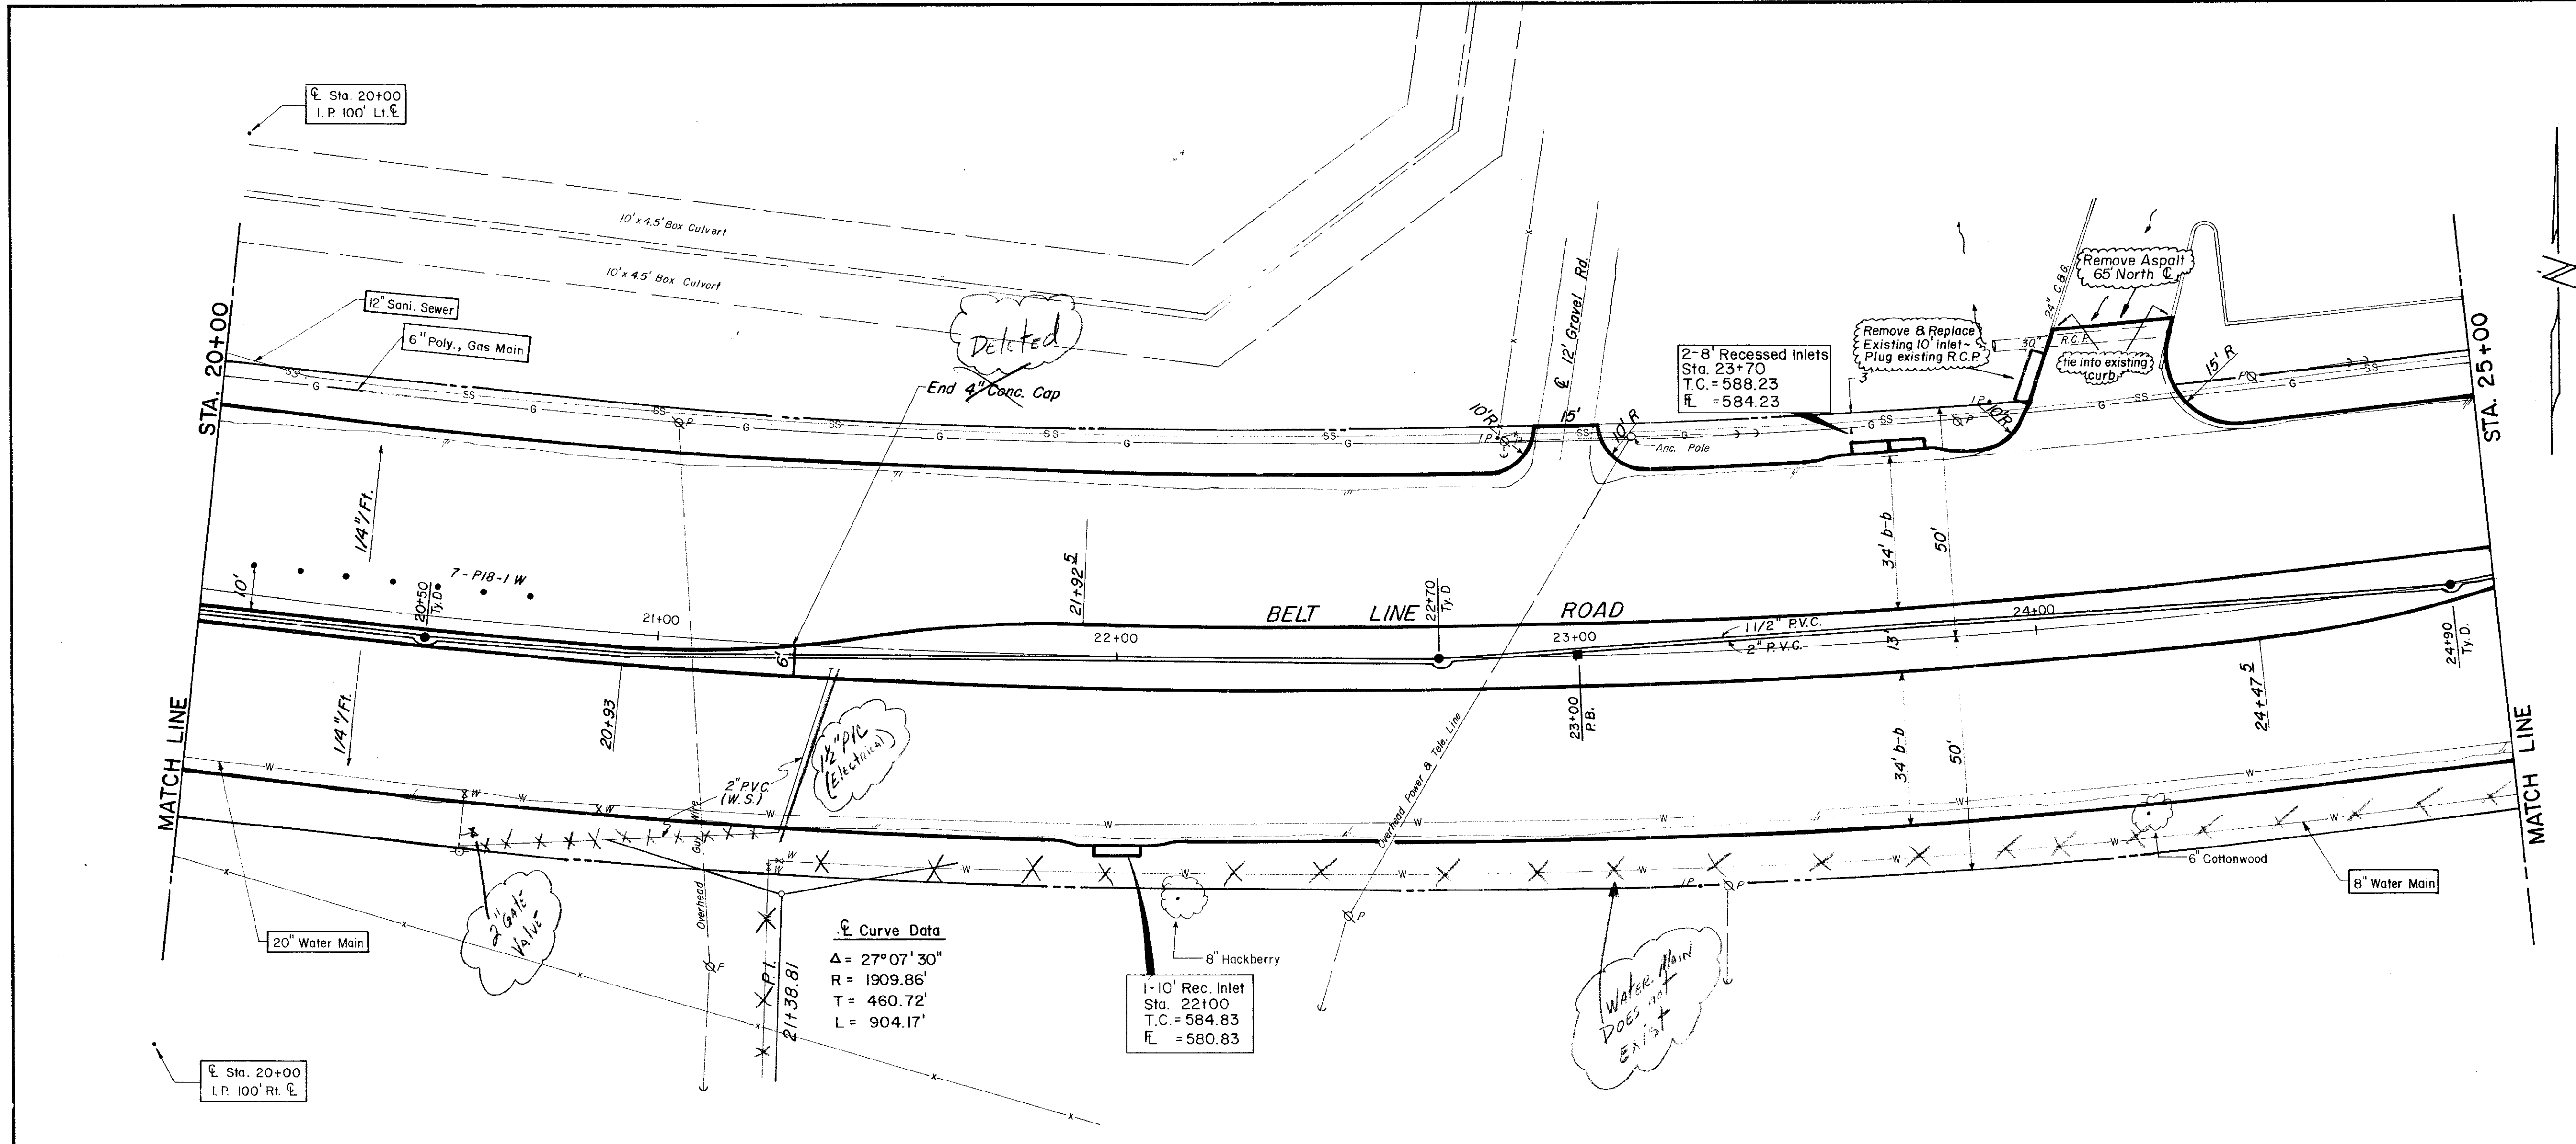 ℄ Sta. 20+00
I.P. 100' Lt. ℄
10' x 4.5' Box Culvert
10' x 4.5' Box Culvert
12" Sani. Sewer
6" Poly., Gas Main
STA. 20+00
Deleted
End 4" Conc. Cap
℄ 12' Gravel Rd.
2-8' Recessed Inlets
Sta. 23+70
T.C. = 588.23
FL = 584.23
Remove & Replace
Existing 10' Inlet~
Plug existing R.C.P.
24" C.&G.
Remove Aspalt
65' North ℄
30" R.C.P.
tie into existing
curb
3'
15' R
STA. 25+00
10' R
15'
10' R
10' R
I.P.
I.P.
Anc. Pole
1/4"/Ft.
10'
7-P18-1 W
20+50
Ty. D
21+00
21+92 5
22+00
BELT LINE ROAD
22+70
Ty. D
23+00
1 1/2" P.V.C.
2" P.V.C.
24+00
34' b-b
50'
13'
24+90
Ty. D.
6'
1/4"/Ft.
20+93
2" P.V.C.
(W.S.)
1½" PVC
(Electrical)
23+00
P.B.
34' b-b
50'
24+47 5
MATCH LINE
MATCH LINE
Overhead Guy Wire
Overhead Power & Tele. Line
6" Cottonwood
8" Water Main
20" Water Main
2" Gate
Valve
P.I.
21+38.81
℄ Curve Data
Δ = 27°07'30"
R = 1909.86'
T = 460.72'
L = 904.17'
8" Hackberry
1-10' Rec. Inlet
Sta. 22+00
T.C. = 584.83
FL = 580.83
I.P.
Water Main
Does not
Exist
℄ Sta. 20+00
I.P. 100' Rt. ℄